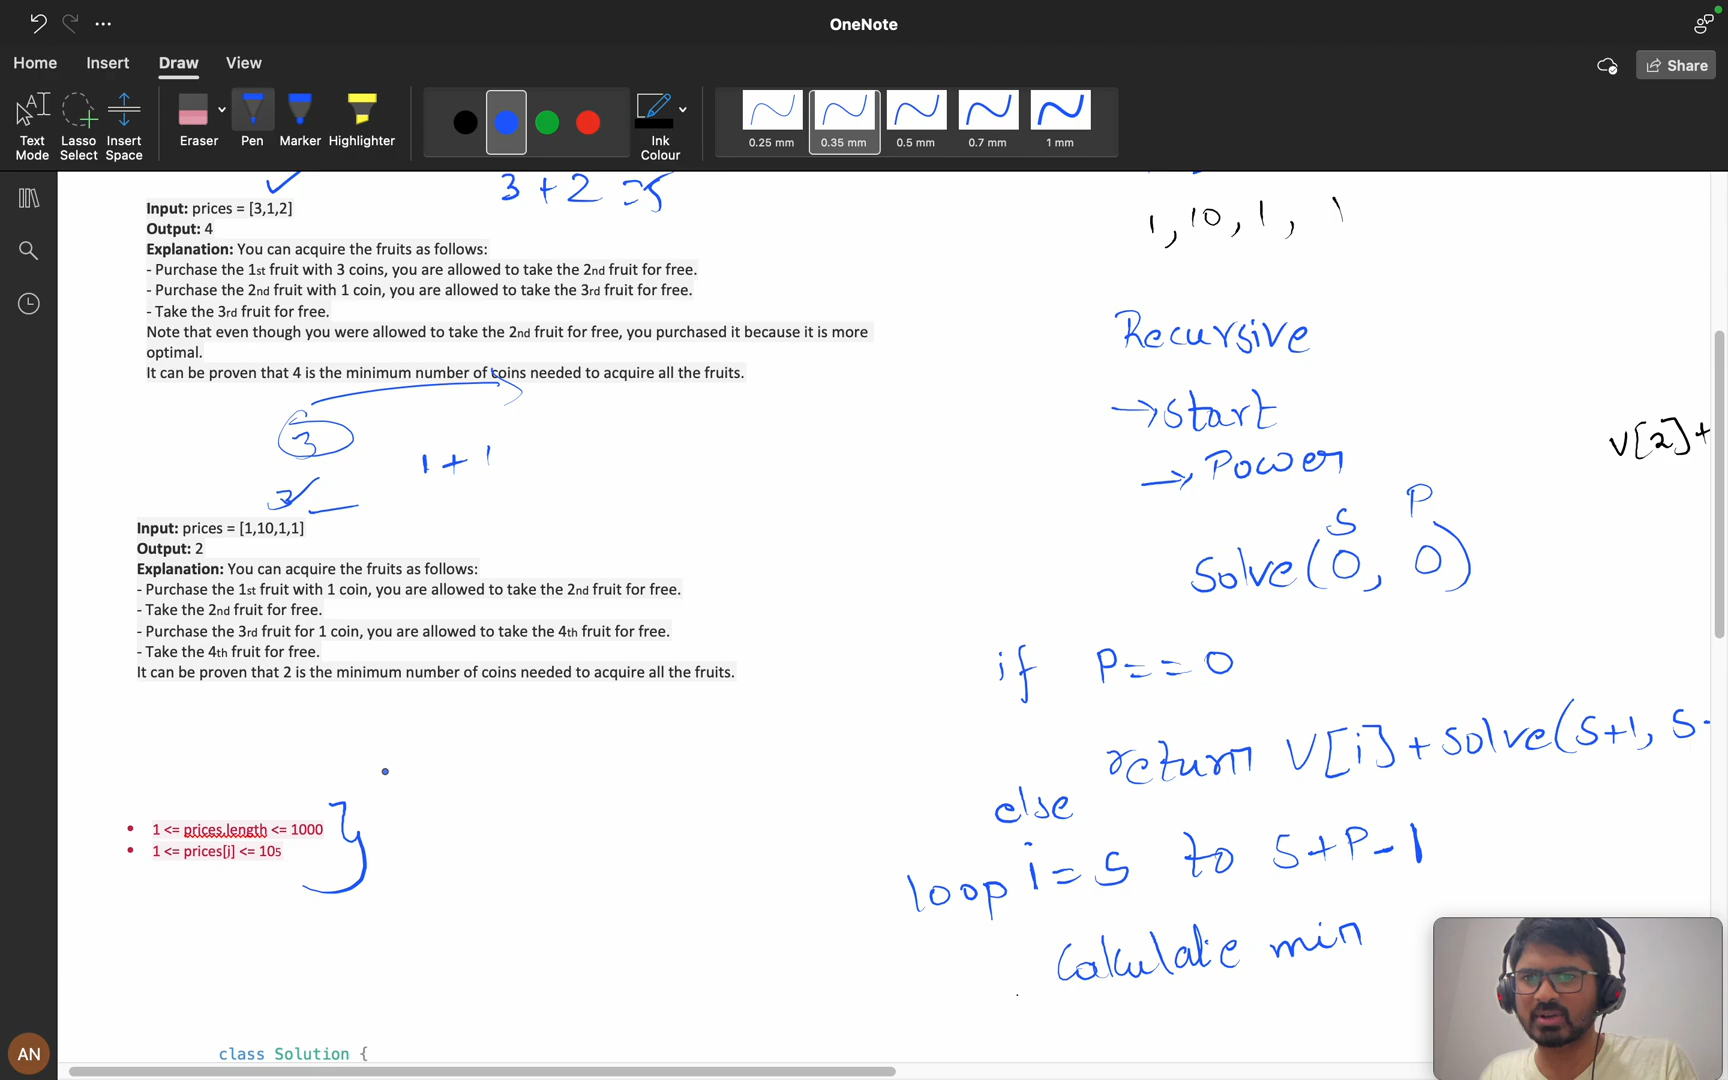 OneNote
Home Insert Draw View
Share
Text Mode
Lasso Select
Insert Space
Eraser
Pen
Marker
Highlighter
Ink Colour
0.25 mm
0.35 mm
0.5 mm
0.7 mm
1 mm
3 + 2 = 5
Input: prices = [3,1,2]
Output: 4
Explanation: You can acquire the fruits as follows:
- Purchase the 1st fruit with 3 coins, you are allowed to take the 2nd fruit for free.
- Purchase the 2nd fruit with 1 coin, you are allowed to take the 3rd fruit for free.
- Take the 3rd fruit for free.
Note that even though you were allowed to take the 2nd fruit for free, you purchased it because it is more
optimal.
It can be proven that 4 is the minimum number of coins needed to acquire all the fruits.
3
1 + 1
Input: prices = [1,10,1,1]
Output: 2
Explanation: You can acquire the fruits as follows:
- Purchase the 1st fruit with 1 coin, you are allowed to take the 2nd fruit for free.
- Take the 2nd fruit for free.
- Purchase the 3rd fruit for 1 coin, you are allowed to take the 4th fruit for free.
- Take the 4th fruit for free.
It can be proven that 2 is the minimum number of coins needed to acquire all the fruits.
• 1 <= prices.length <= 1000
• 1 <= prices[i] <= 105
class Solution {
1, 10, 1, 1
Recursive
→ start
→ Power
S P
solve(0, 0)
V[2]+
if P==0
return V[i] + solve(S+1, S-
else
loop i = S to S+P-1
Calculate min
AN